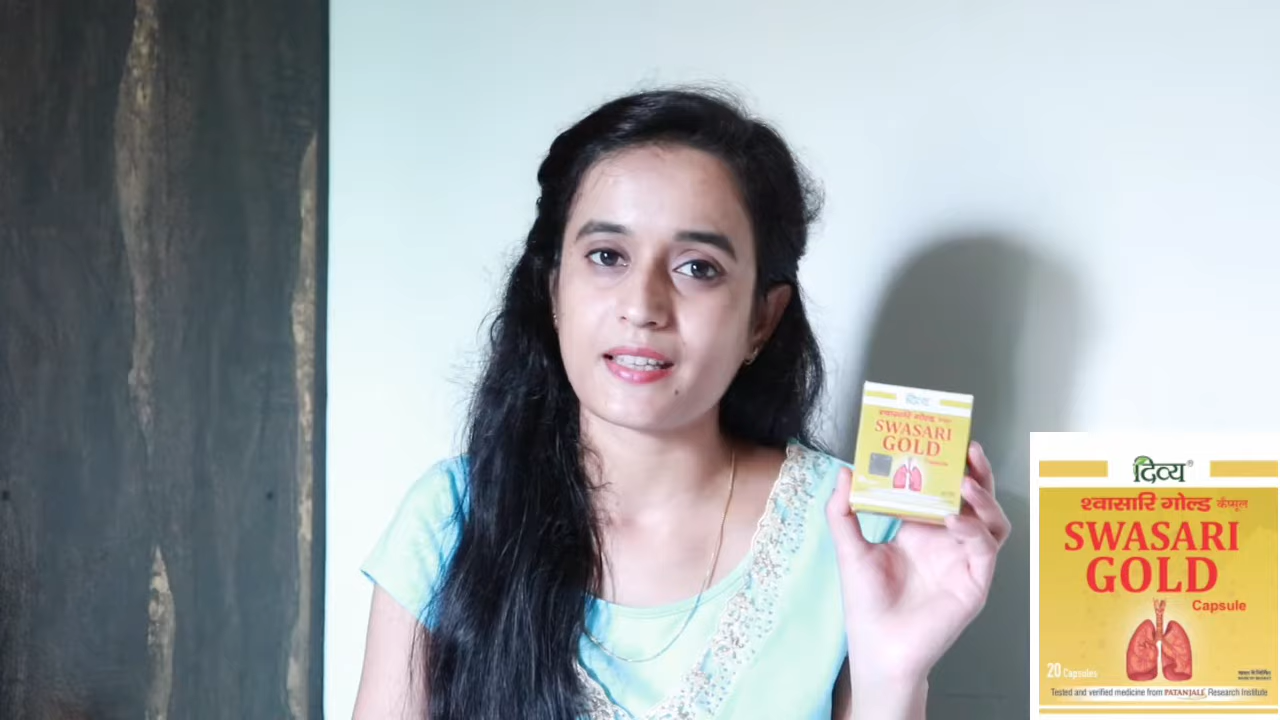 दिव्य
श्वासारि गोल्ड
SWASARI
GOLD
दिव्य®
श्वासारि गोल्ड कैप्सूल
SWASARI
GOLD
Capsule
20 Capsules
Tested and verified medicine from PATANJALI Research Institute